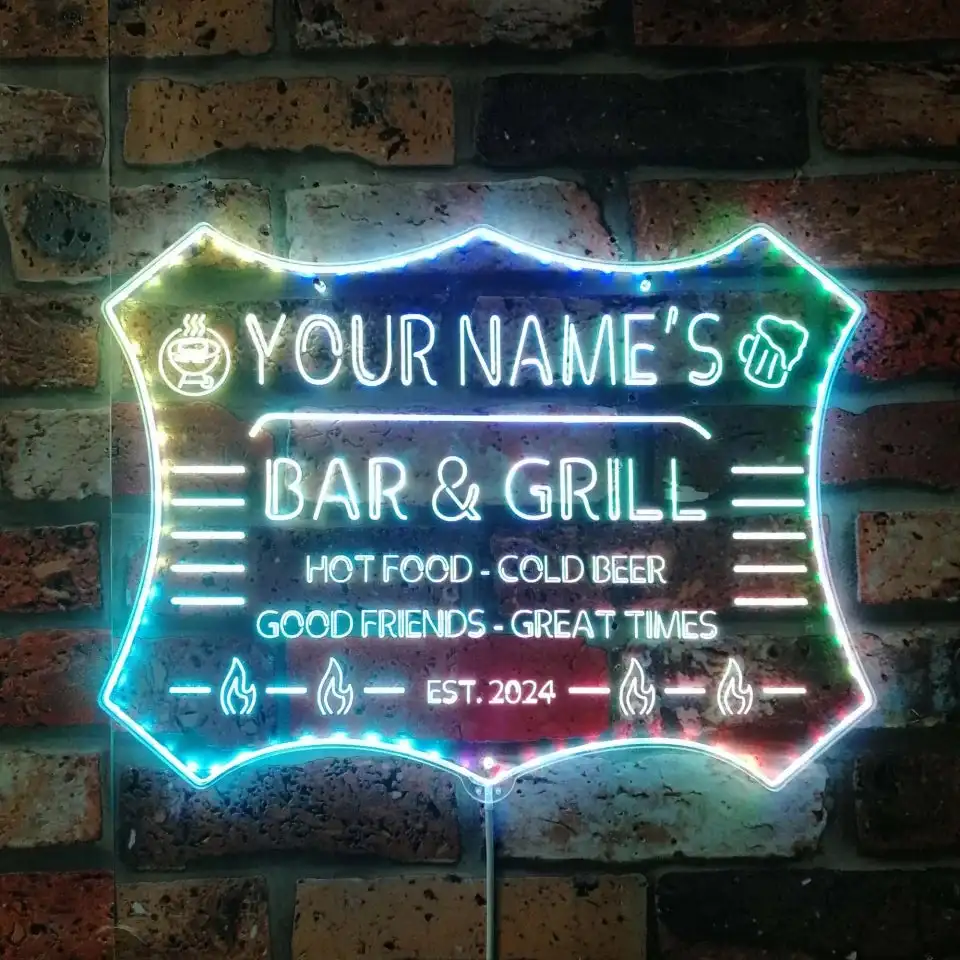 YOUR NAME'S
BAR & GRILL
HOT FOOD - COLD BEER
GOOD FRIENDS - GREAT TIMES
EST. 2024